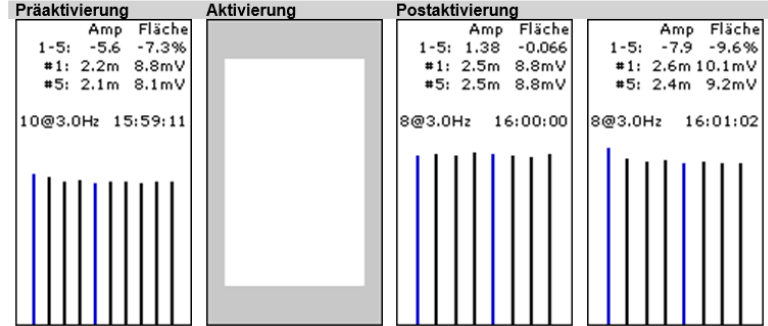 Präaktivierung
Amp Fläche
1-5: -5.6 -7.3%
#1: 2.2m 8.8mV
#5: 2.1m 8.1mV
10@3.0Hz 15:59:11
Aktivierung
Postaktivierung
Amp Fläche
1-5: 1.38 -0.066
#1: 2.5m 8.8mV
#5: 2.5m 8.8mV
8@3.0Hz 16:00:00
Amp Fläche
1-5: -7.9 -9.6%
#1: 2.6m 10.1mV
#5: 2.4m 9.2mV
8@3.0Hz 16:01:02